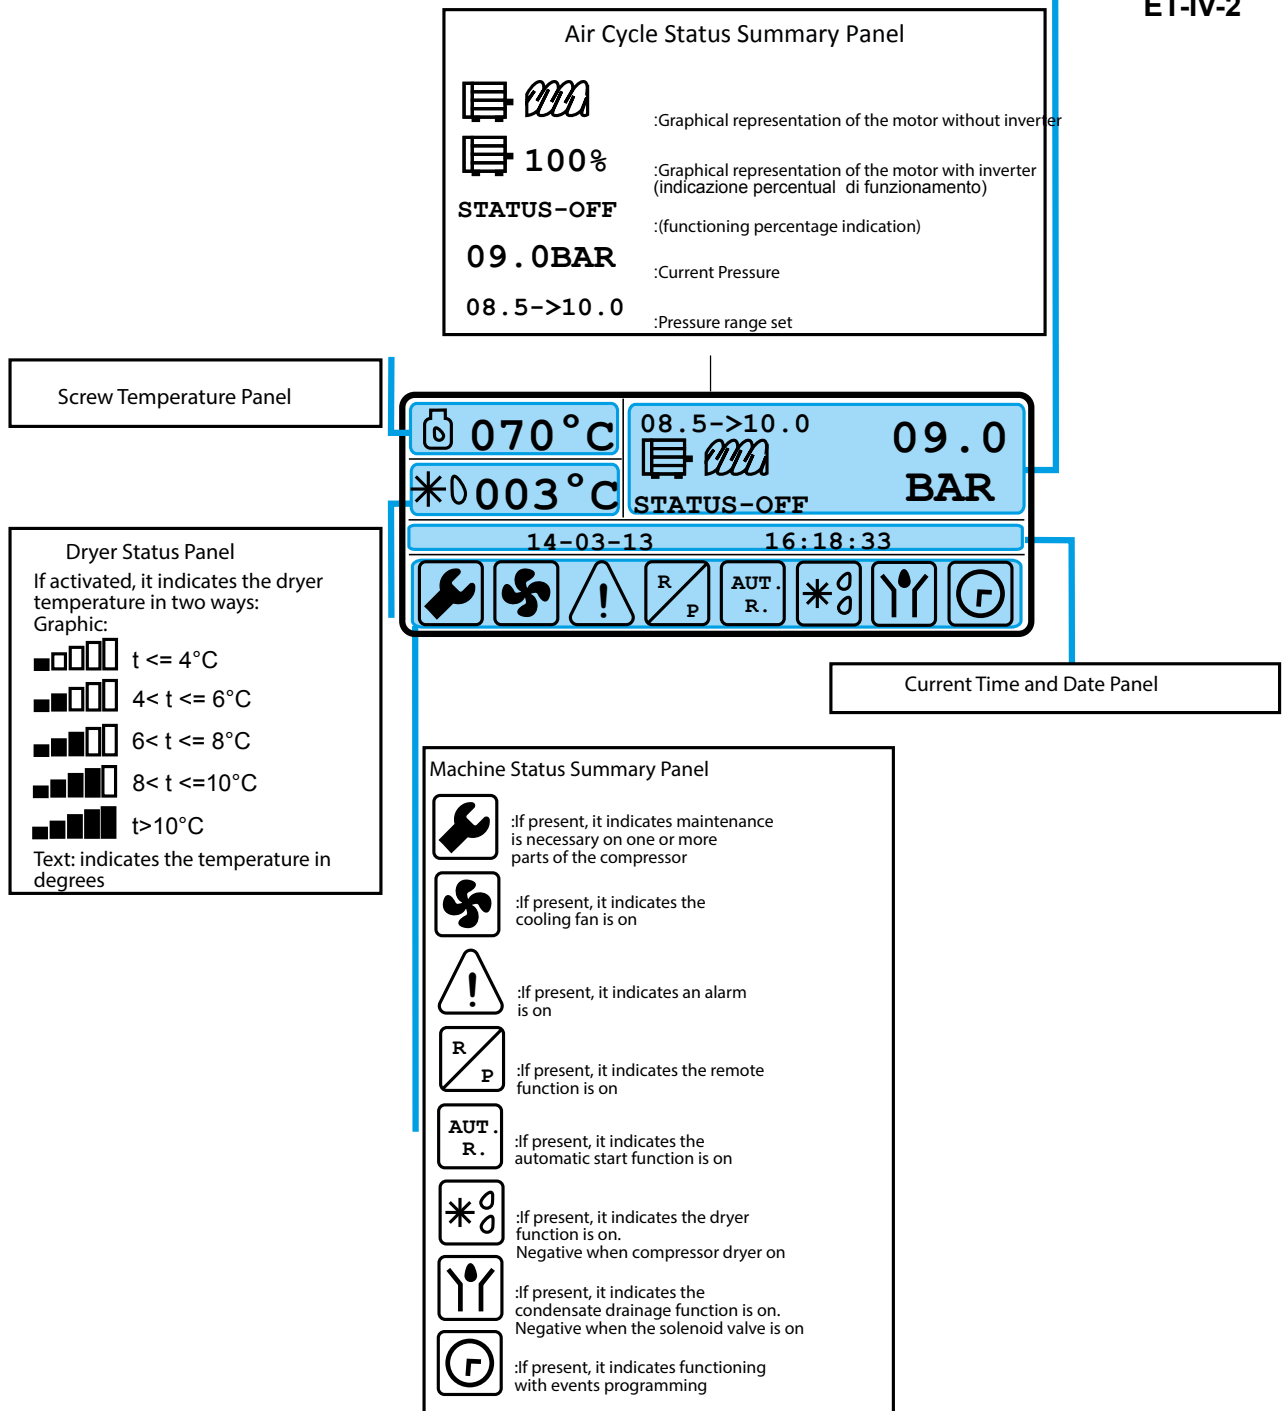 ET-IV-2
Air Cycle Status Summary Panel
:Graphical representation of the motor without inverter
100%
:Graphical representation of the motor with inverter
(indicazione percentual di funzionamento)
STATUS-OFF
:(functioning percentage indication)
09.0BAR
:Current Pressure
08.5->10.0
:Pressure range set
Screw Temperature Panel
070°C
003°C
08.5->10.0
STATUS-OFF
09.0
BAR
14-03-13 16:18:33
R
P
AUT.
R.
Dryer Status Panel
If activated, it indicates the dryer
temperature in two ways:
Graphic:
t <= 4°C
4< t <= 6°C
6< t <= 8°C
8< t <=10°C
t>10°C
Text: indicates the temperature in
degrees
Current Time and Date Panel
Machine Status Summary Panel
:If present, it indicates maintenance
is necessary on one or more
parts of the compressor
:If present, it indicates the
cooling fan is on
:If present, it indicates an alarm
is on
R
P
:If present, it indicates the remote
function is on
AUT.
R.
:If present, it indicates the
automatic start function is on
:If present, it indicates the dryer
function is on.
Negative when compressor dryer on
:If present, it indicates the
condensate drainage function is on.
Negative when the solenoid valve is on
:If present, it indicates functioning
with events programming